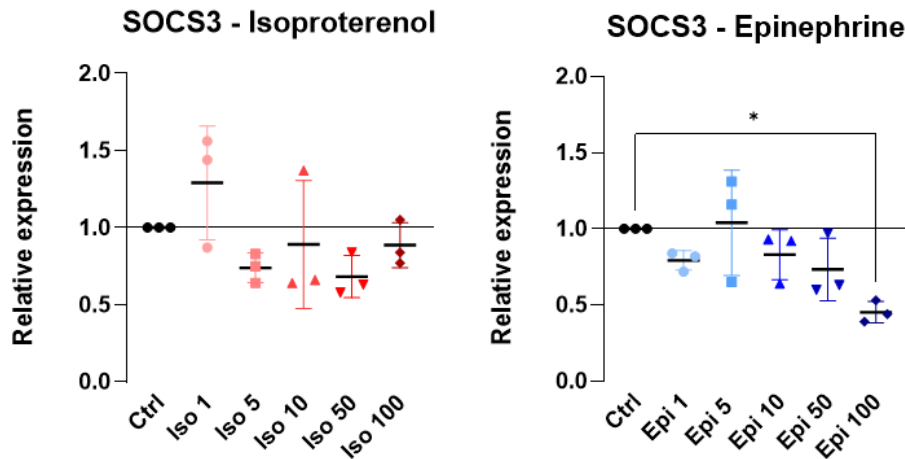 SOCS3 - Isoproterenol
Relative expression
2.0
1.5
1.0
0.5
0.0
Ctrl
Iso 1
Iso 5
Iso 10
Iso 50
Iso 100
SOCS3 - Epinephrine
Relative expression
2.0
1.5
1.0
0.5
0.0
*
Ctrl
Epi 1
Epi 5
Epi 10
Epi 50
Epi 100